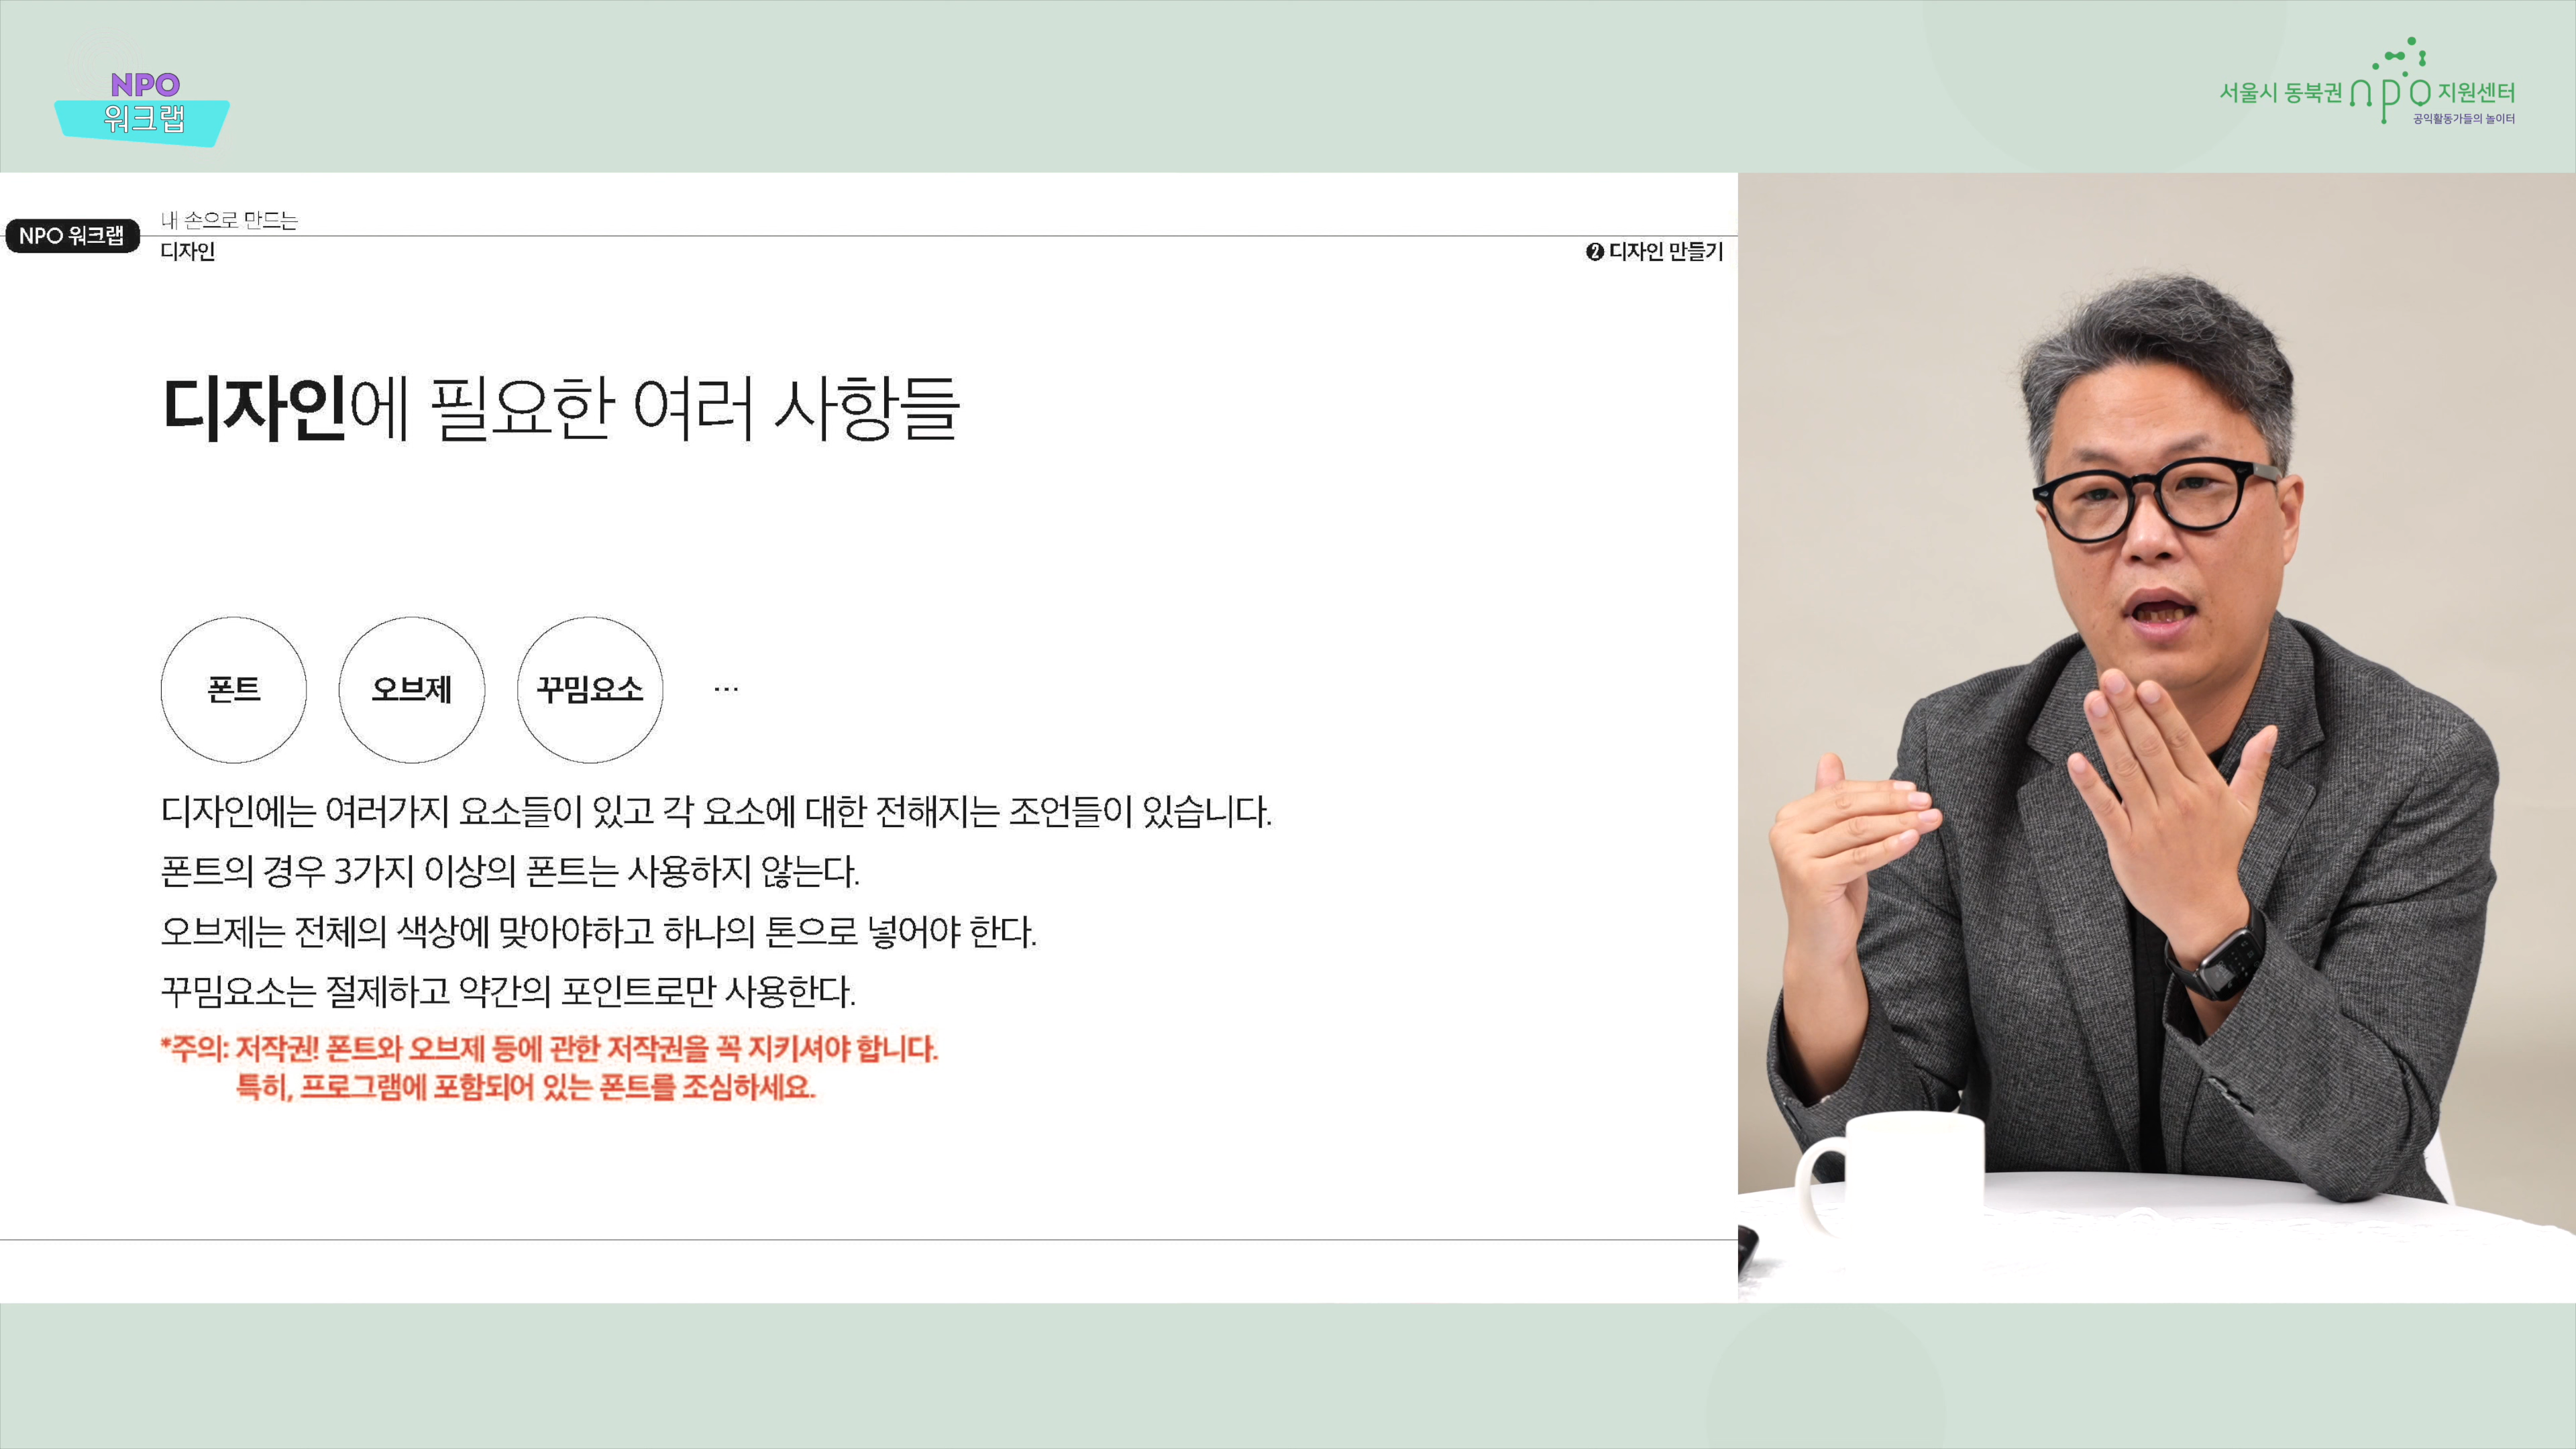 NPO
워크랩
서울시 동북권 npo 지원센터
공익활동가들의 놀이터
NPO 워크랩
내 손으로 만드는
디자인
❷ 디자인 만들기
디자인에 필요한 여러 사항들
폰트
오브제
꾸밈요소
...
디자인에는 여러가지 요소들이 있고 각 요소에 대한 전해지는 조언들이 있습니다.
폰트의 경우 3가지 이상의 폰트는 사용하지 않는다.
오브제는 전체의 색상에 맞아야하고 하나의 톤으로 넣어야 한다.
꾸밈요소는 절제하고 약간의 포인트로만 사용한다.
*주의: 저작권! 폰트와 오브제 등에 관한 저작권을 꼭 지키셔야 합니다.
특히, 프로그램에 포함되어 있는 폰트를 조심하세요.